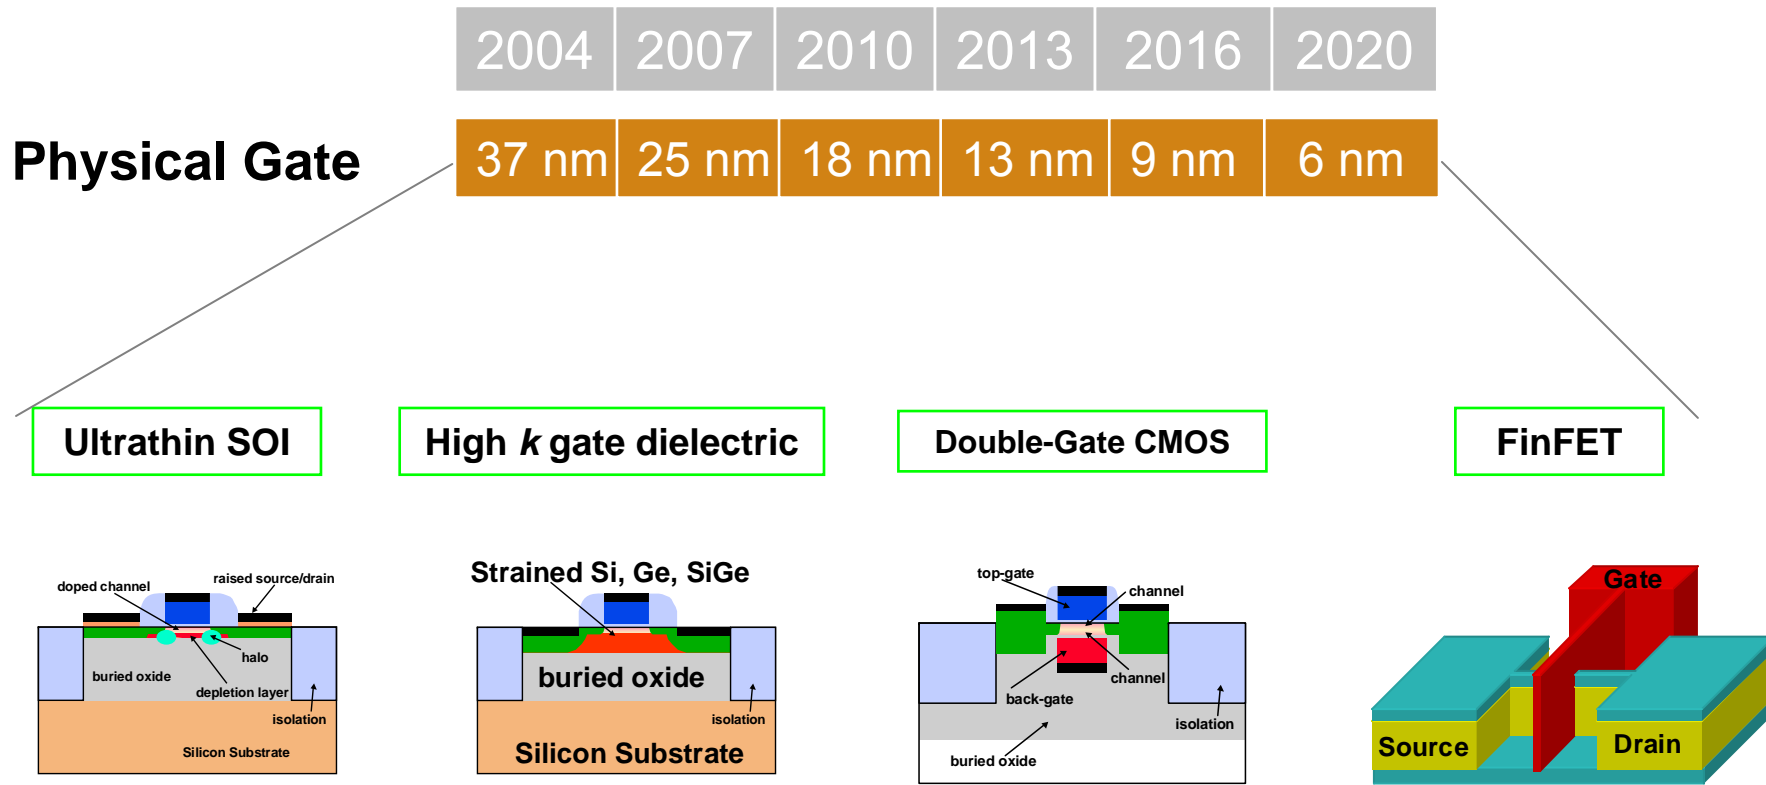 2004 2007 2010 2013 2016 2020
Physical Gate 37 nm 25 nm 18 nm 13 nm 9 nm 6 nm
Ultrathin SOI
High k gate dielectric
Double-Gate CMOS
FinFET
doped channel
raised source/drain
halo
buried oxide
depletion layer
isolation
Silicon Substrate
Strained Si, Ge, SiGe
buried oxide
isolation
Silicon Substrate
top-gate
channel
channel
back-gate
isolation
buried oxide
Gate
Source
Drain